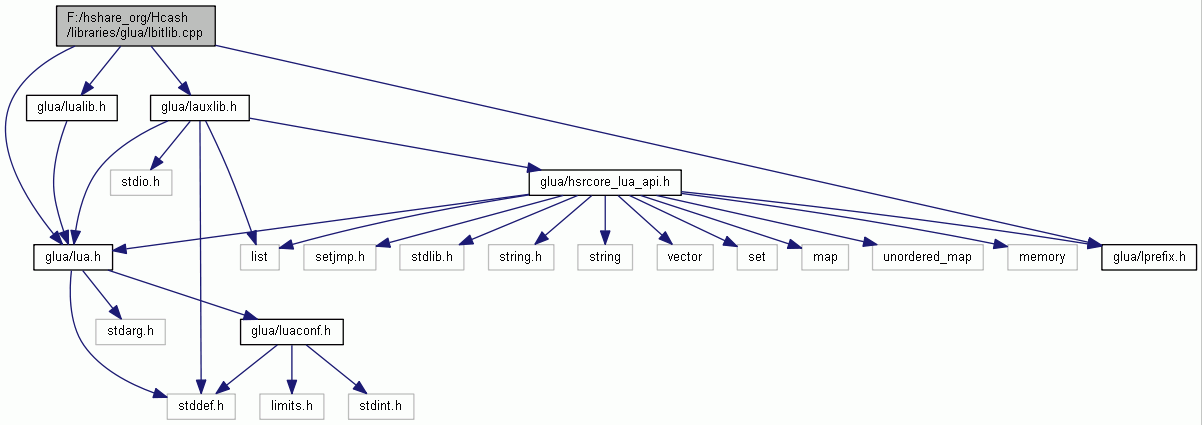 F:/hshare_org/Hcash
/libraries/glua/lbitlib.cpp
glua/lualib.h
glua/lauxlib.h
stdio.h
glua/hsrcore_lua_api.h
glua/lua.h
list
setjmp.h
stdlib.h
string.h
string
vector
set
map
unordered_map
memory
glua/lprefix.h
stdarg.h
glua/luaconf.h
stddef.h
limits.h
stdint.h